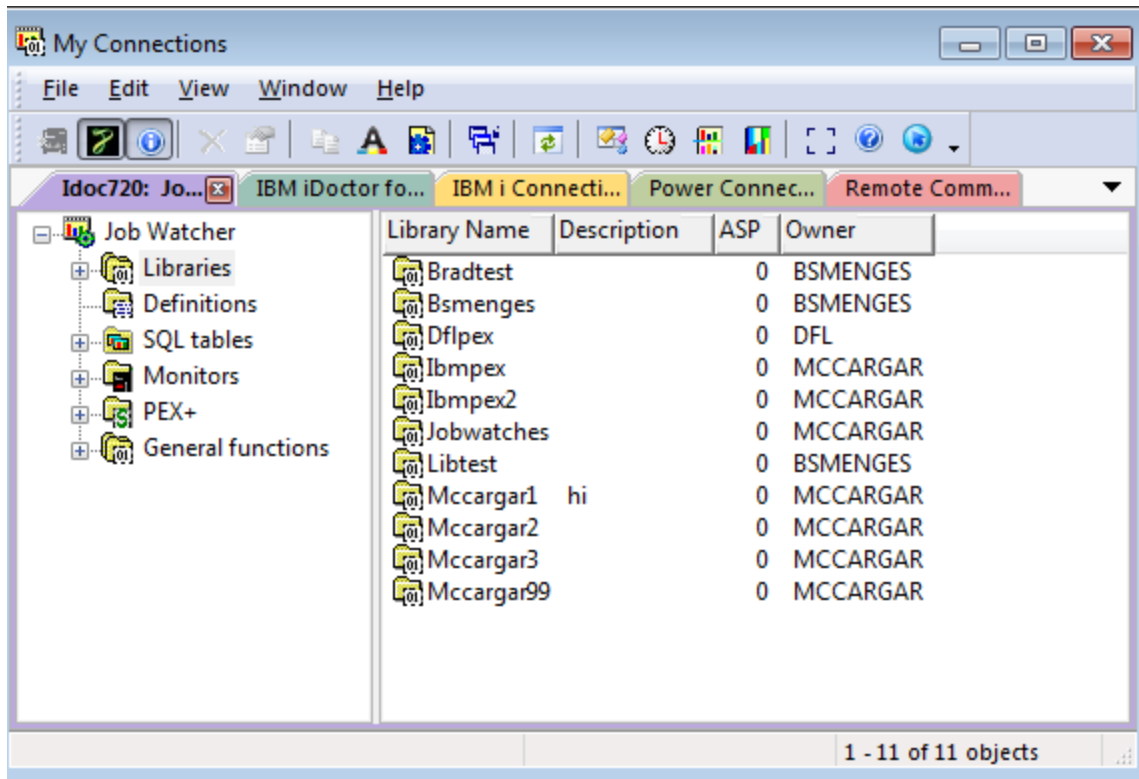 My Connections
File Edit View Window Help
Idoc720: Jo... IBM iDoctor fo... IBM i Connecti... Power Connec... Remote Comm...
Job Watcher
Libraries
Definitions
SQL tables
Monitors
PEX+
General functions
Library Name Description ASP Owner
Bradtest 0 BSMENGES
Bsmenges 0 BSMENGES
Dflpex 0 DFL
Ibmpex 0 MCCARGAR
Ibmpex2 0 MCCARGAR
Jobwatches 0 MCCARGAR
Libtest 0 BSMENGES
Mccargar1 hi 0 MCCARGAR
Mccargar2 0 MCCARGAR
Mccargar3 0 MCCARGAR
Mccargar99 0 MCCARGAR
1 - 11 of 11 objects